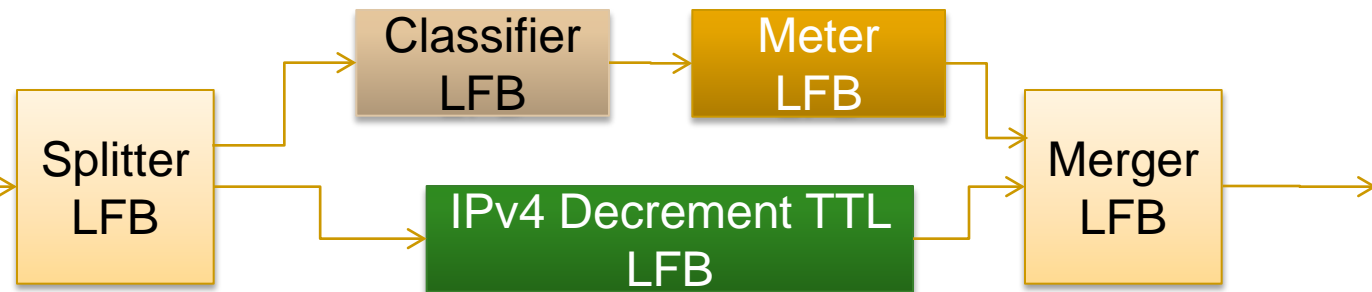 Classifier
LFB
Meter
LFB
Splitter
LFB
IPv4 Decrement TTL
LFB
Merger
LFB